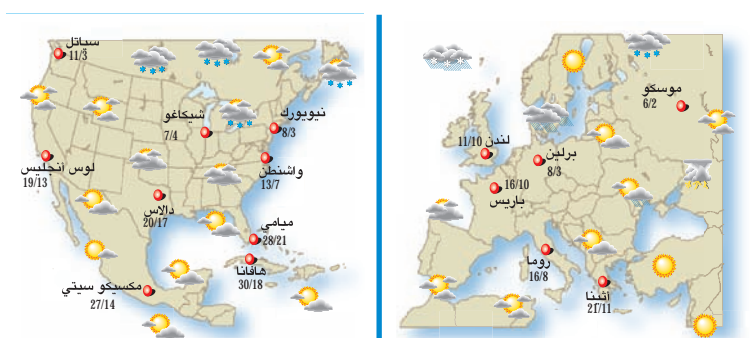 سياتل
11/3
شيكاغو
7/4
نيويورك
8/3
واشنطن
13/7
لوس أنجليس
19/13
دالاس
20/17
ميامي
28/21
هافانا
30/18
مكسيكو سيتي
27/14
موسكو
6/2
لندن 11/10
برلين
8/3
16/10
باريس
روما
16/8
أثينا
21/11